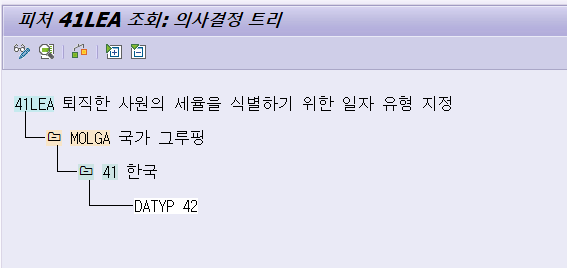 피처 41LEA 조회: 의사결정 트리
41LEA 퇴직한 사원의 세율을 식별하기 위한 일자 유형 지정
MOLGA 국가 그루핑
41 한국
DATYP 42